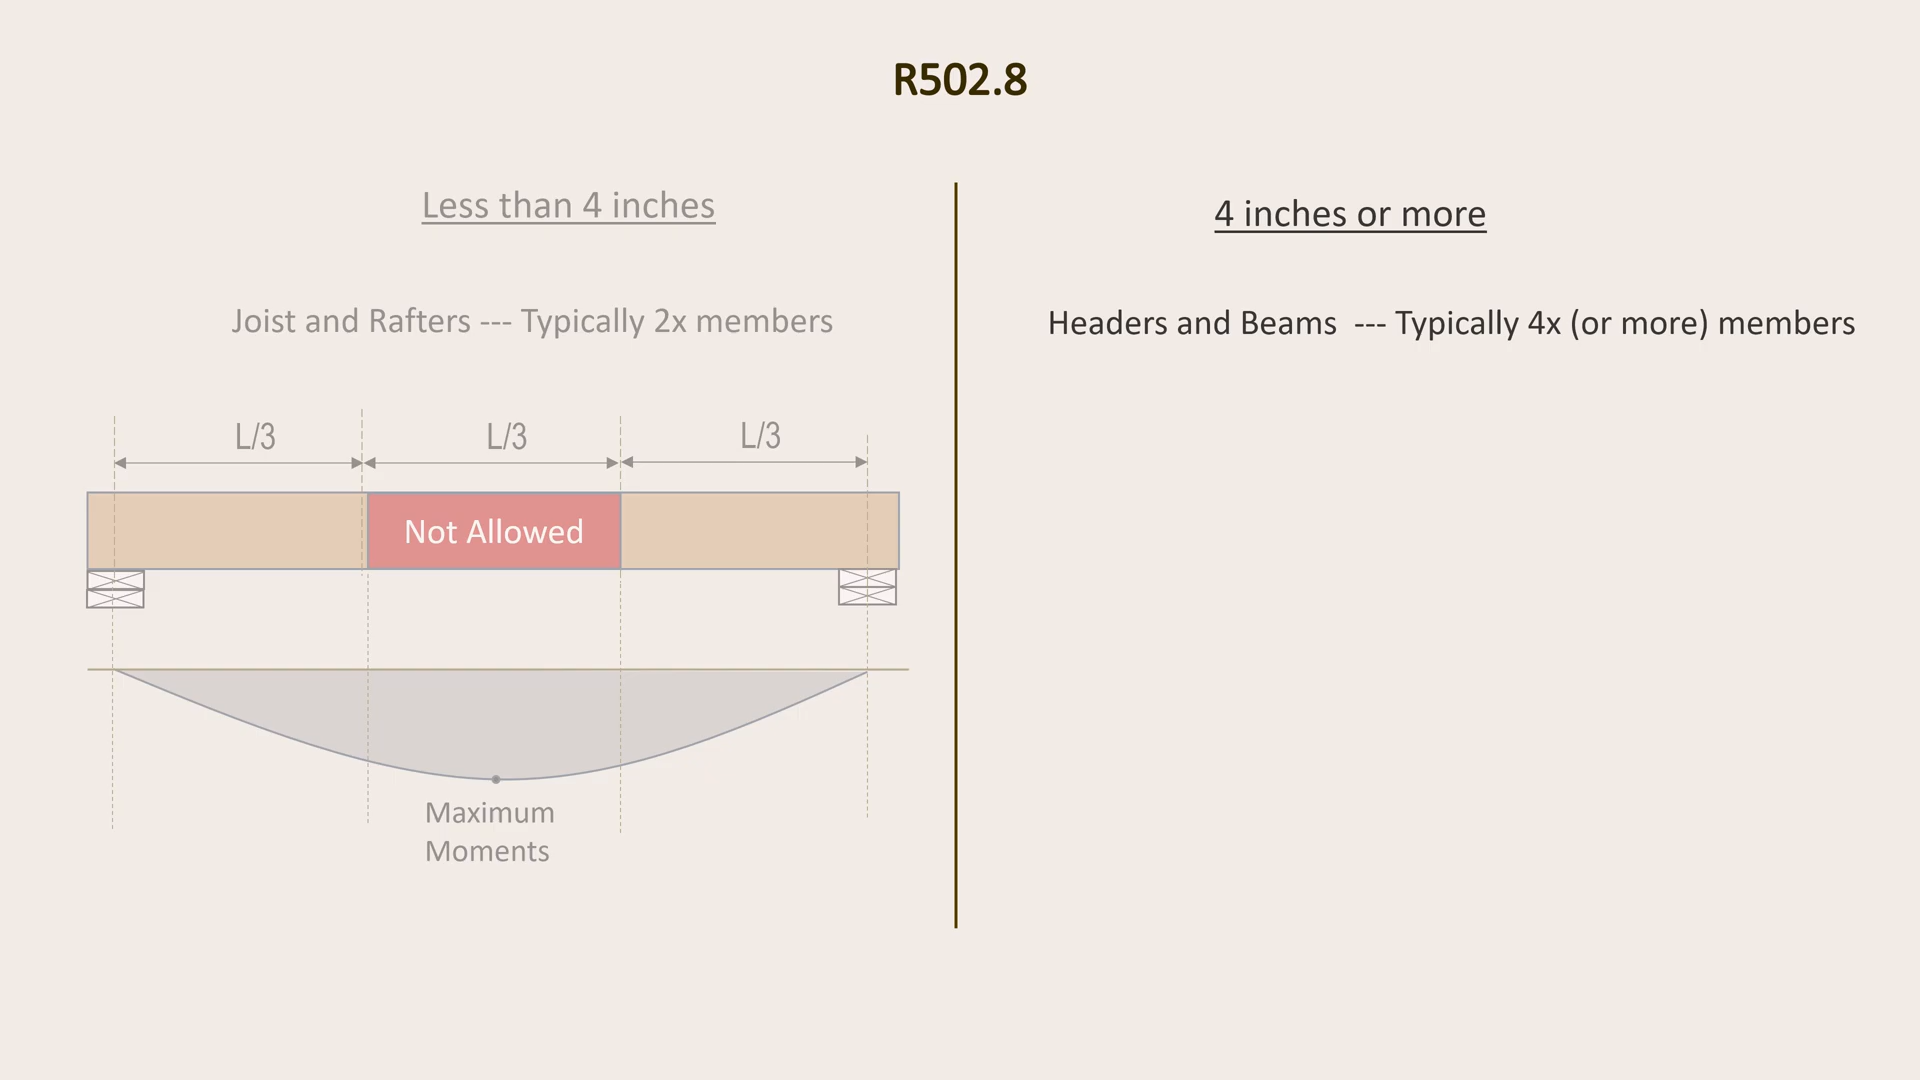 R502.8
Less than 4 inches
Joist and Rafters --- Typically 2x members
L/3
L/3
L/3
Not Allowed
Maximum
Moments
4 inches or more
Headers and Beams --- Typically 4x (or more) members